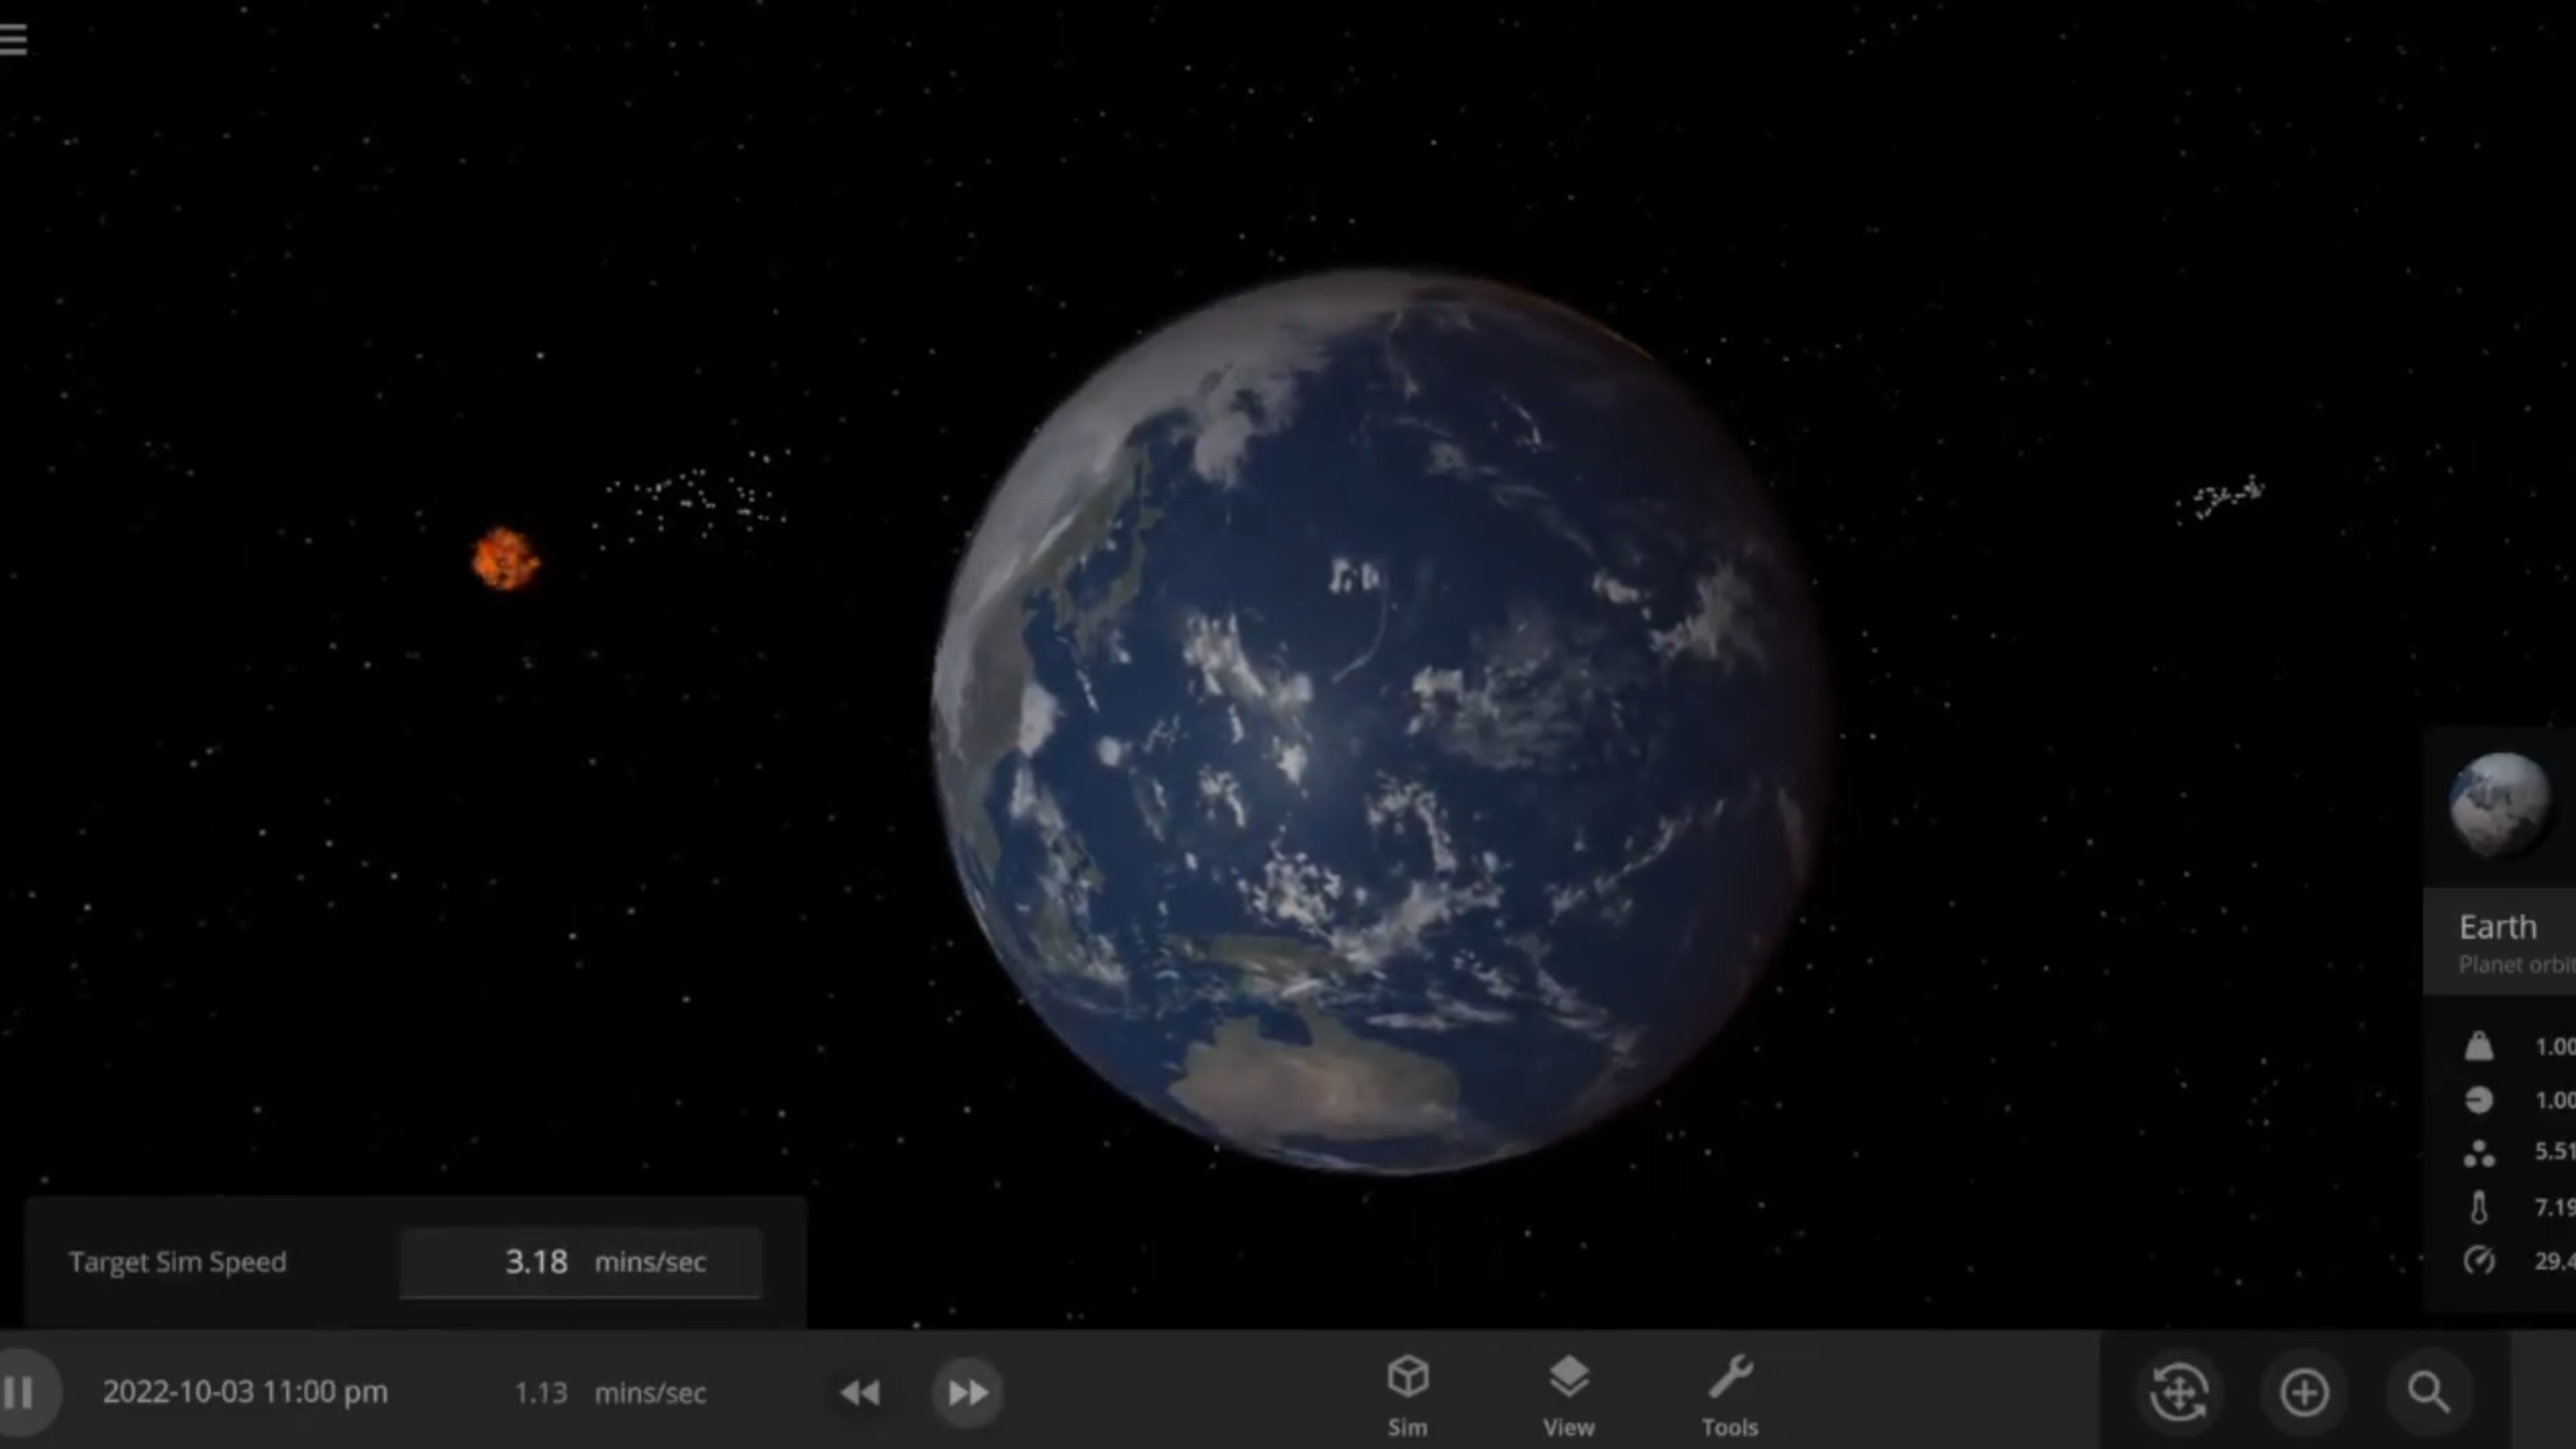 Earth
Planet orbit
1.00
1.00
5.51
7.19
29.4
Target Sim Speed 3.18 mins/sec
2022-10-03 11:00 pm 1.13 mins/sec
Sim View Tools